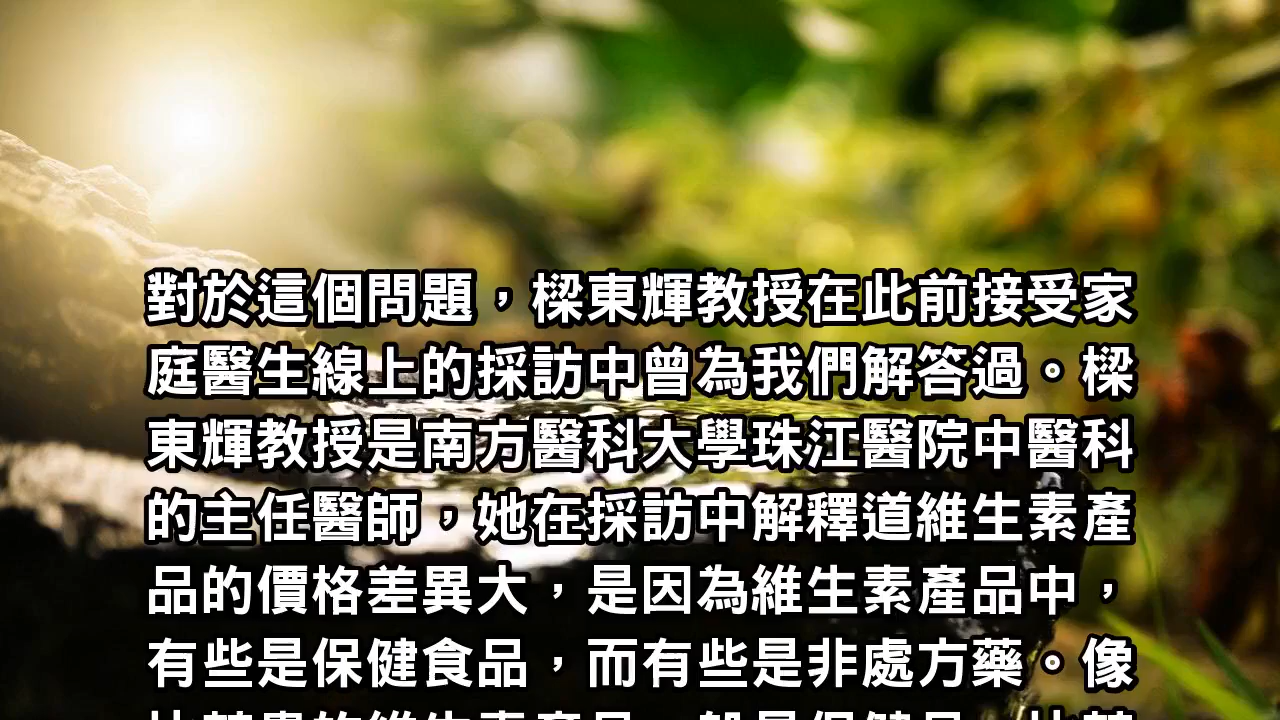 對於這個問題，樑東輝教授在此前接受家
庭醫生線上的採訪中曾為我們解答過。樑
東輝教授是南方醫科大學珠江醫院中醫科
的主任醫師，她在採訪中解釋道維生素產
品的價格差異大，是因為維生素產品中，
有些是保健食品，而有些是非處方藥。像